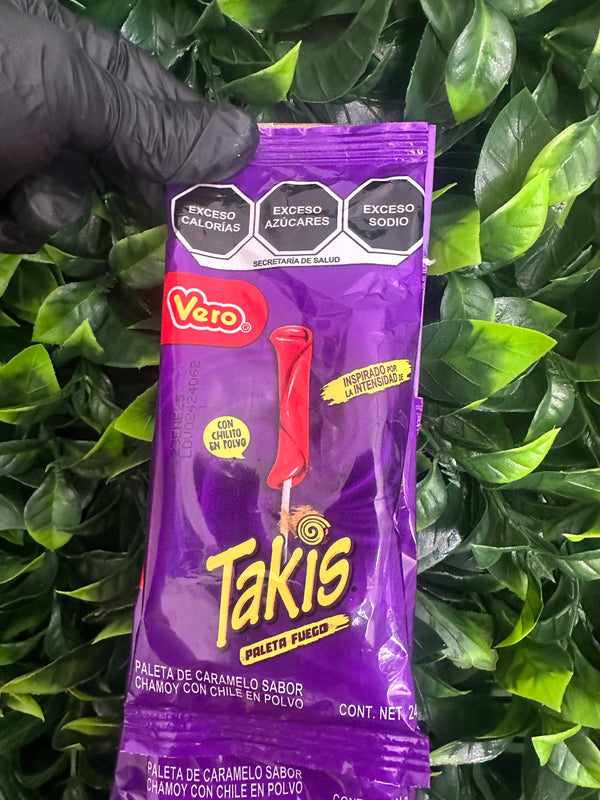 EXCESO
CALORÍAS
EXCESO
AZÚCARES
EXCESO
SODIO
SECRETARÍA DE SALUD
Vero®
INSPIRADO POR
LA INTENSIDAD DE
CON
CHILITO
EN POLVO
Takis
PALETA FUEGO
PALETA DE CARAMELO SABOR
CHAMOY CON CHILE EN POLVO
CONT. NET. 24
PALETA DE CARAMELO SABOR
CHAMOY CON CHILE EN POLVO